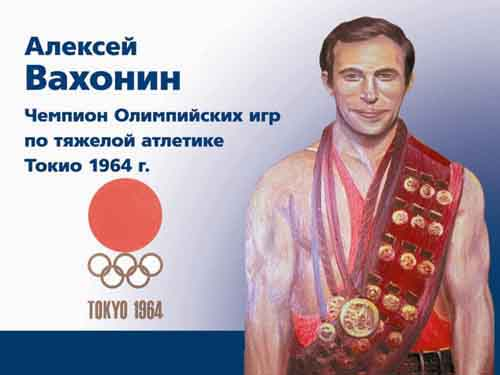 Алексей
Вахонин
Чемпион Олимпийских игр
по тяжелой атлетике
Токио 1964 г.
TOKYO 1964